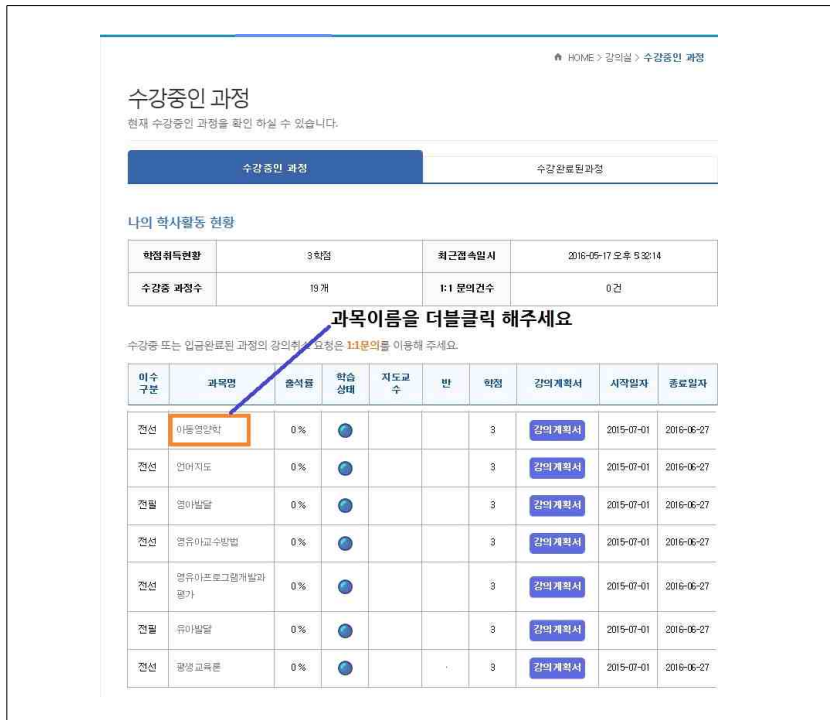 HOME > 강의실 > 수강중인 과정
수강중인 과정
현재 수강중인 과정을 확인 하실 수 있습니다.
수강중인 과정 수강완료된과정
나의 학사활동 현황
학점취득현황 3학점 최근접속일시 2016-05-17 오후 5:32:14
수강중 과정수 19개 1:1 문의건수 0건
과목이름을 더블클릭 해주세요
수강중 또는 입금완료된 과정의 강의취소 요청은 1:1문의를 이용해 주세요.
이수 구분 과목명 출석률 학습 상태 지도교수 반 학점 강의계획서 시작일자 종료일자
전선 아동영양학 0% 3 강의계획서 2015-07-01 2016-06-27
전선 언어지도 0% 3 강의계획서 2015-07-01 2016-06-27
전필 영아발달 0% 3 강의계획서 2015-07-01 2016-06-27
전선 영유아교수방법 0% 3 강의계획서 2015-07-01 2016-06-27
전선 영유아프로그램개발과 평가 0% 3 강의계획서 2015-07-01 2016-06-27
전필 유아발달 0% 3 강의계획서 2015-07-01 2016-06-27
전선 평생교육론 0% 3 강의계획서 2015-07-01 2016-06-27